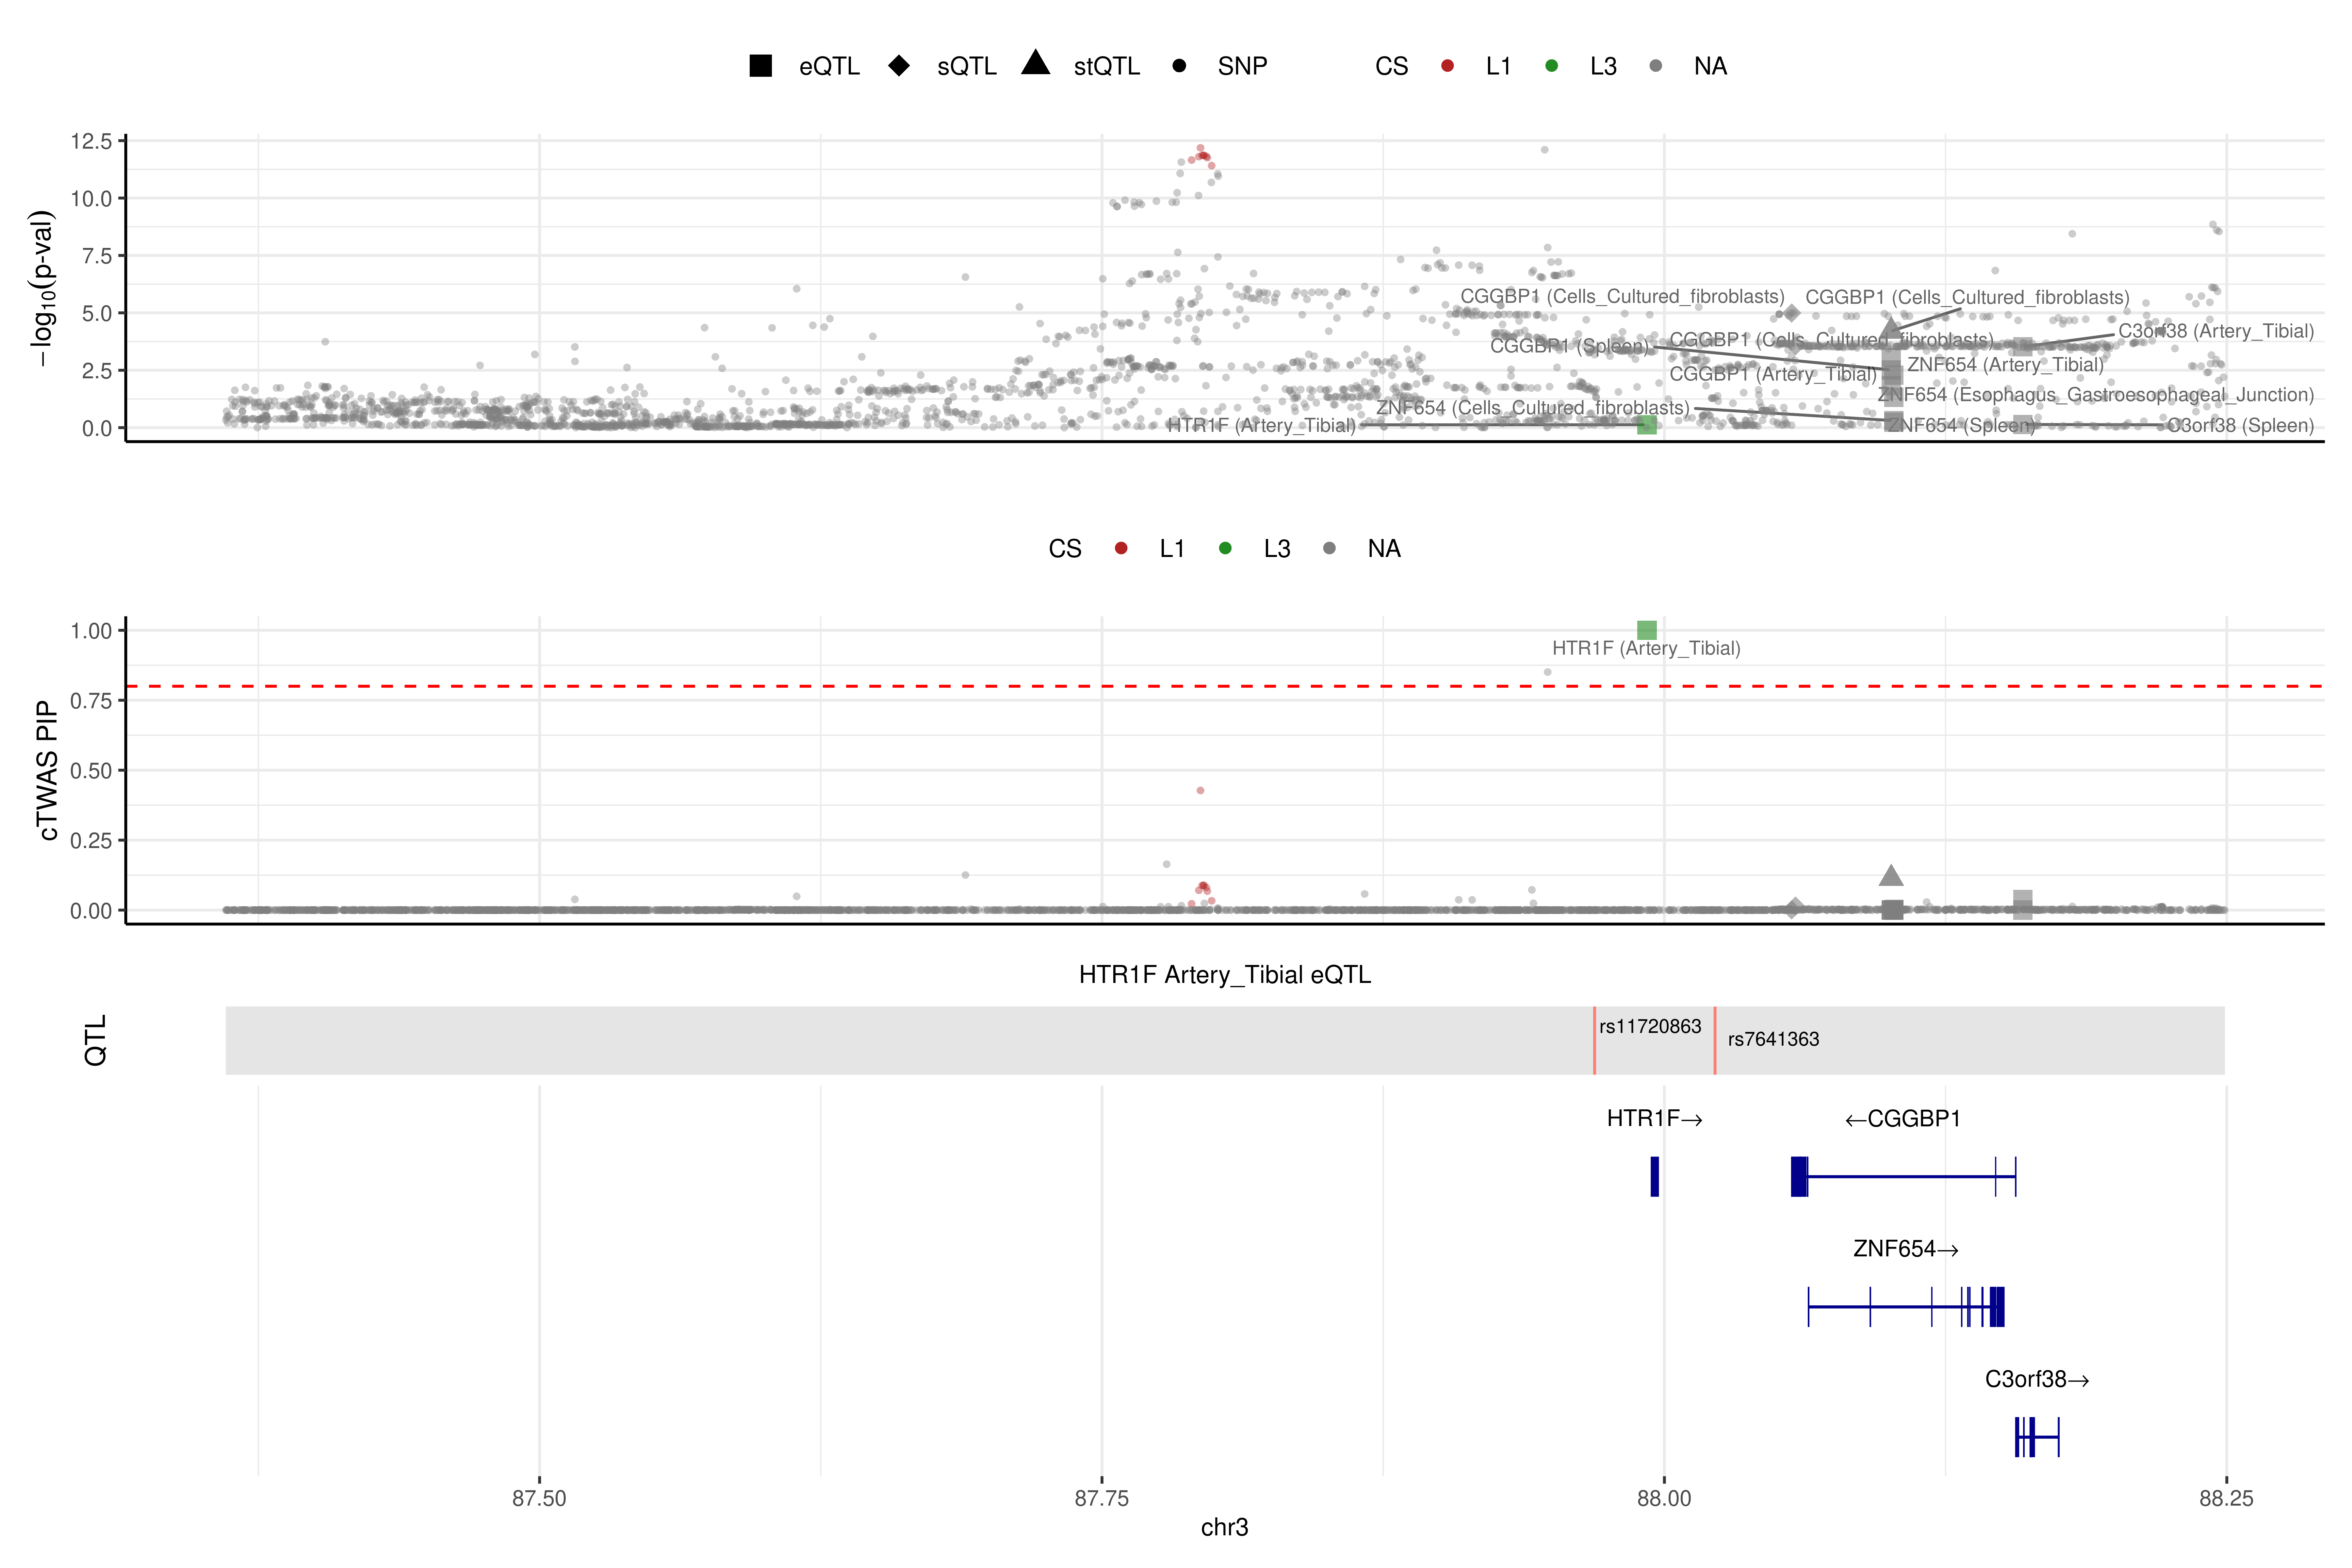 eQTL sQTL stQTL SNP CS L1 L3 NA
−log10(p-val)
12.5
10.0
7.5
5.0
2.5
0.0
CGGBP1 (Cells_Cultured_fibroblasts)
CGGBP1 (Cells_Cultured_fibroblasts)
C3orf38 (Artery_Tibial)
CGGBP1 (Cells_Cultured_fibroblasts)
CGGBP1 (Spleen)
ZNF654 (Artery_Tibial)
CGGBP1 (Artery_Tibial)
ZNF654 (Esophagus_Gastroesophageal_Junction)
ZNF654 (Cells_Cultured_fibroblasts)
HTR1F (Artery_Tibial)
ZNF654 (Spleen)
C3orf38 (Spleen)
CS L1 L3 NA
cTWAS PIP
1.00
0.75
0.50
0.25
0.00
HTR1F (Artery_Tibial)
HTR1F Artery_Tibial eQTL
QTL
rs11720863
rs7641363
HTR1F→
←CGGBP1
ZNF654→
C3orf38→
87.50 87.75 88.00 88.25
chr3